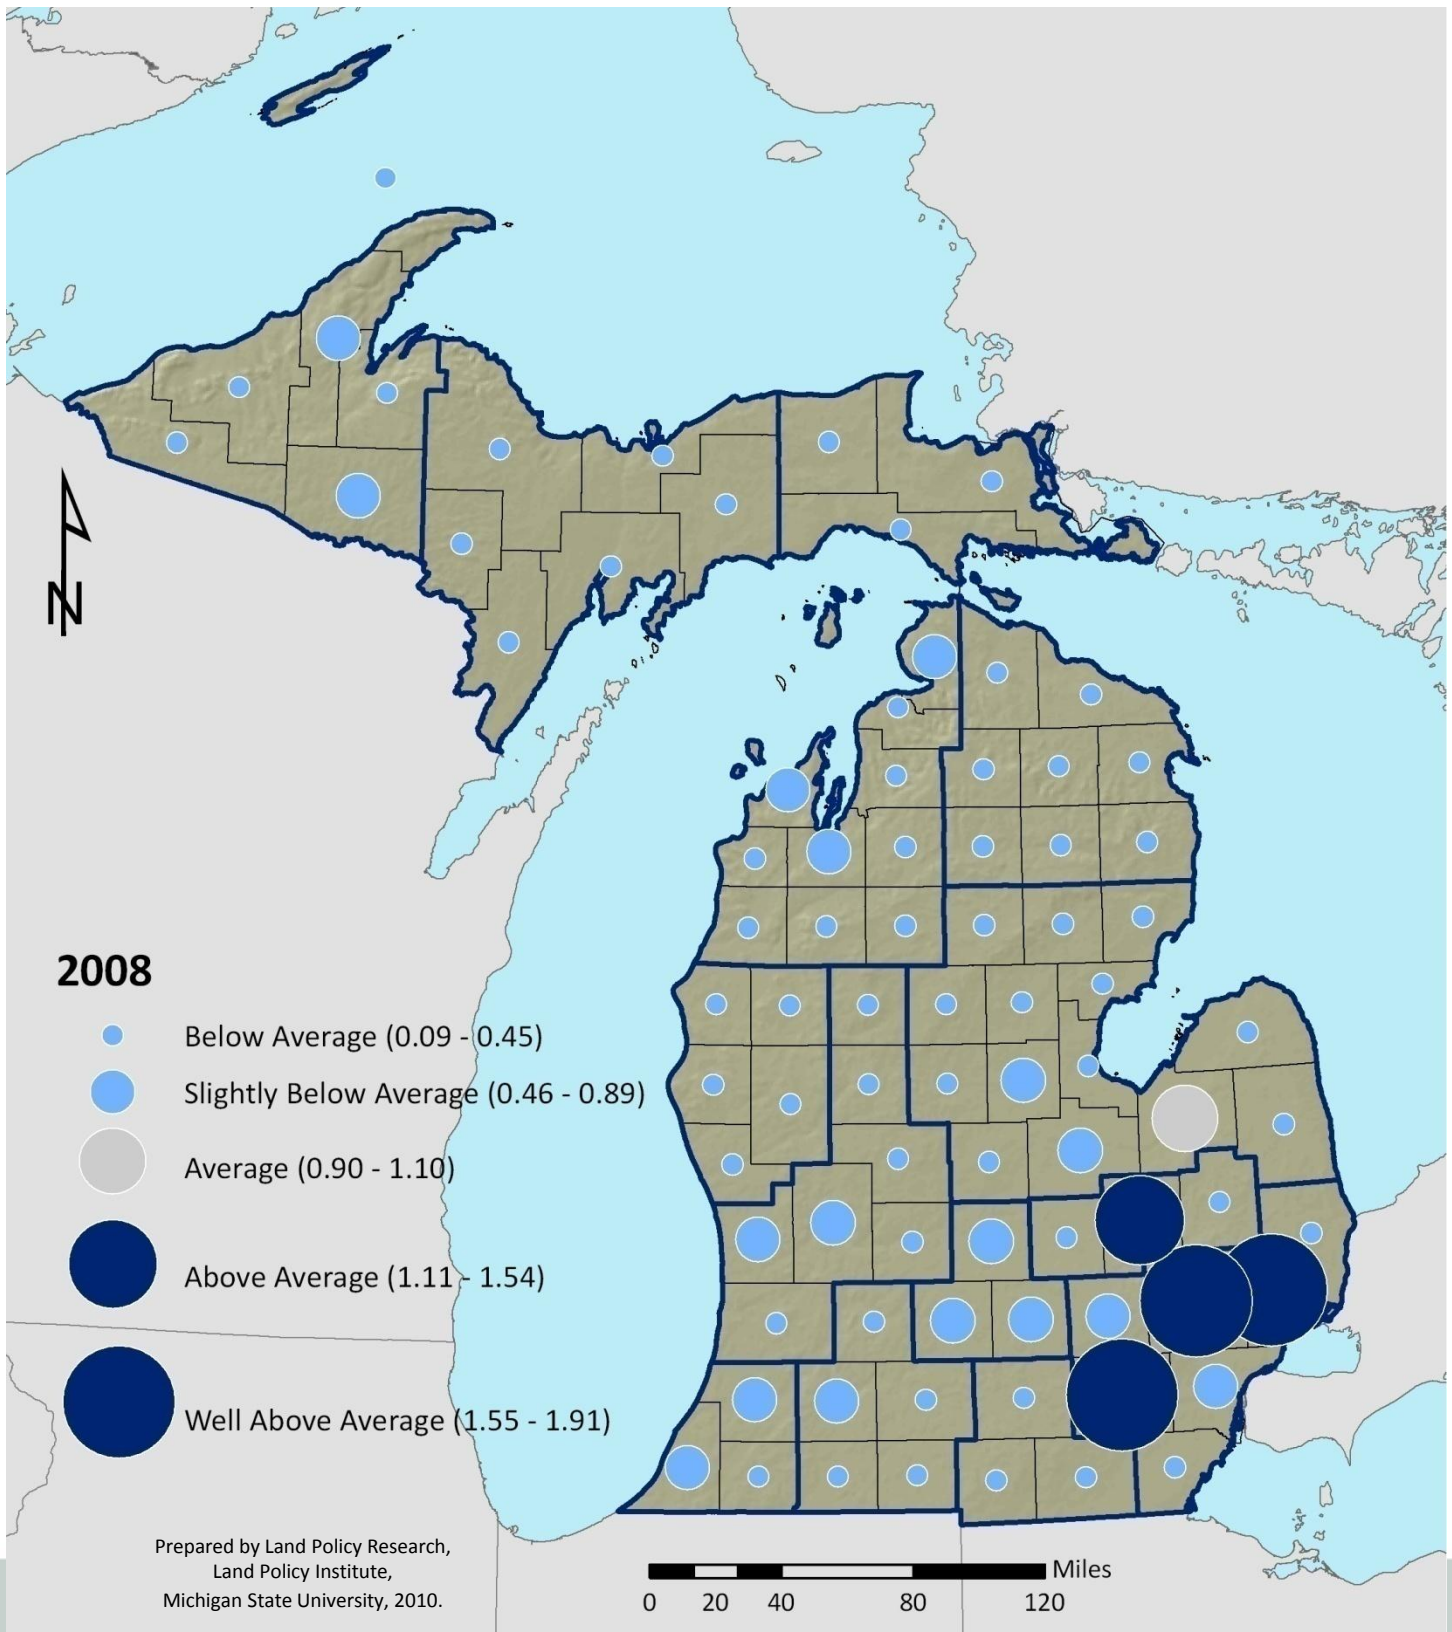 N
2008
Below Average (0.09 - 0.45)
Slightly Below Average (0.46 - 0.89)
Average (0.90 - 1.10)
Above Average (1.11 - 1.54)
Well Above Average (1.55 - 1.91)
Prepared by Land Policy Research,
Land Policy Institute,
Michigan State University, 2010.
Miles
0 20 40 80 120